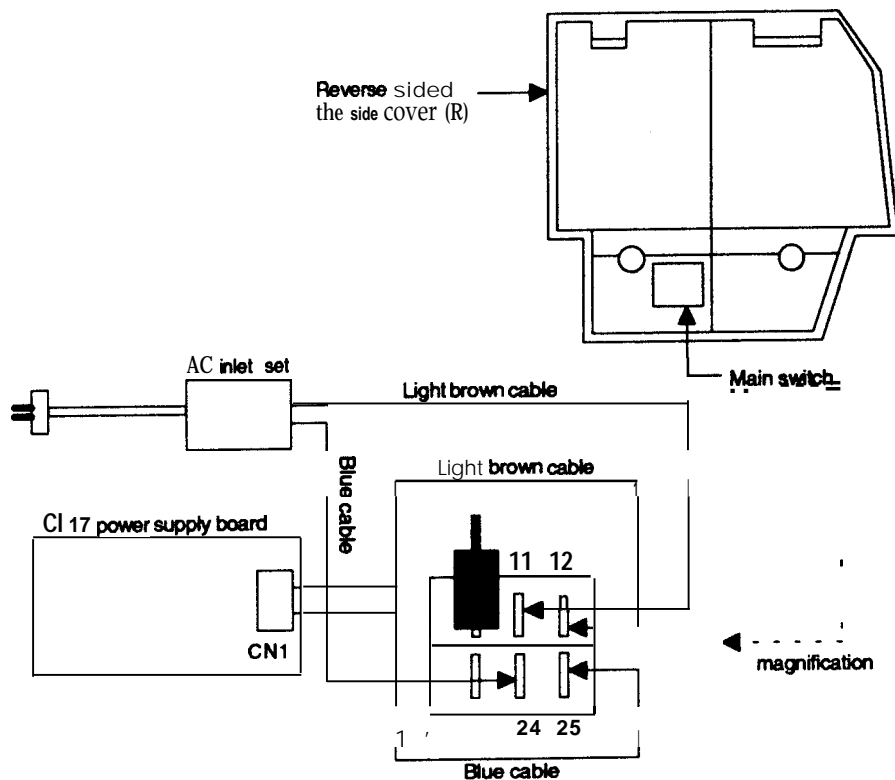 Reverse sided
the side cover (R)
Main switch
AC inlet set
Light brown cable
Blue cable
Light brown cable
CI 17 power supply board
11 12
CN1
magnification
24 25
1 ′
Blue cable